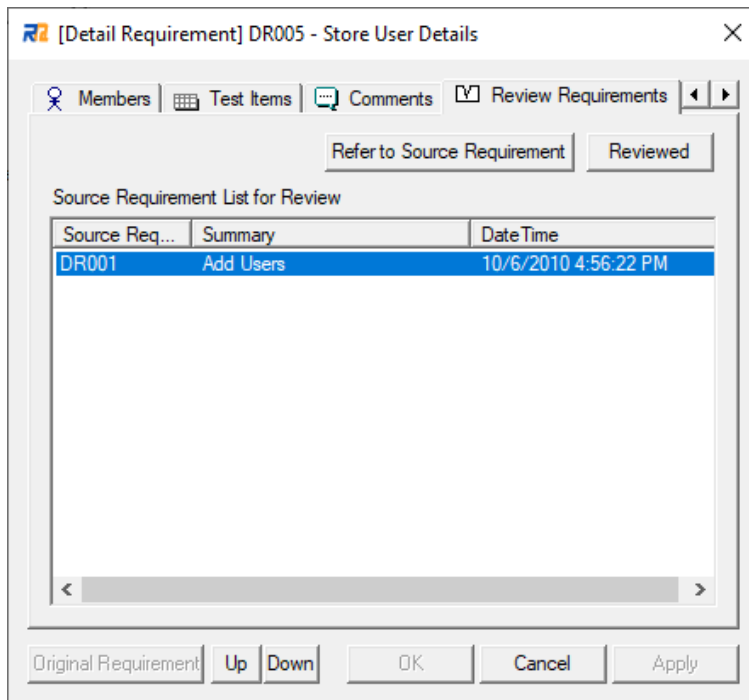 [Detail Requirement] DR005 - Store User Details
Members Test Items Comments Review Requirements
Refer to Source Requirement Reviewed
Source Requirement List for Review
Source Req... Summary DateTime
DR001 Add Users 10/6/2010 4:56:22 PM
Original Requirement Up Down OK Cancel Apply